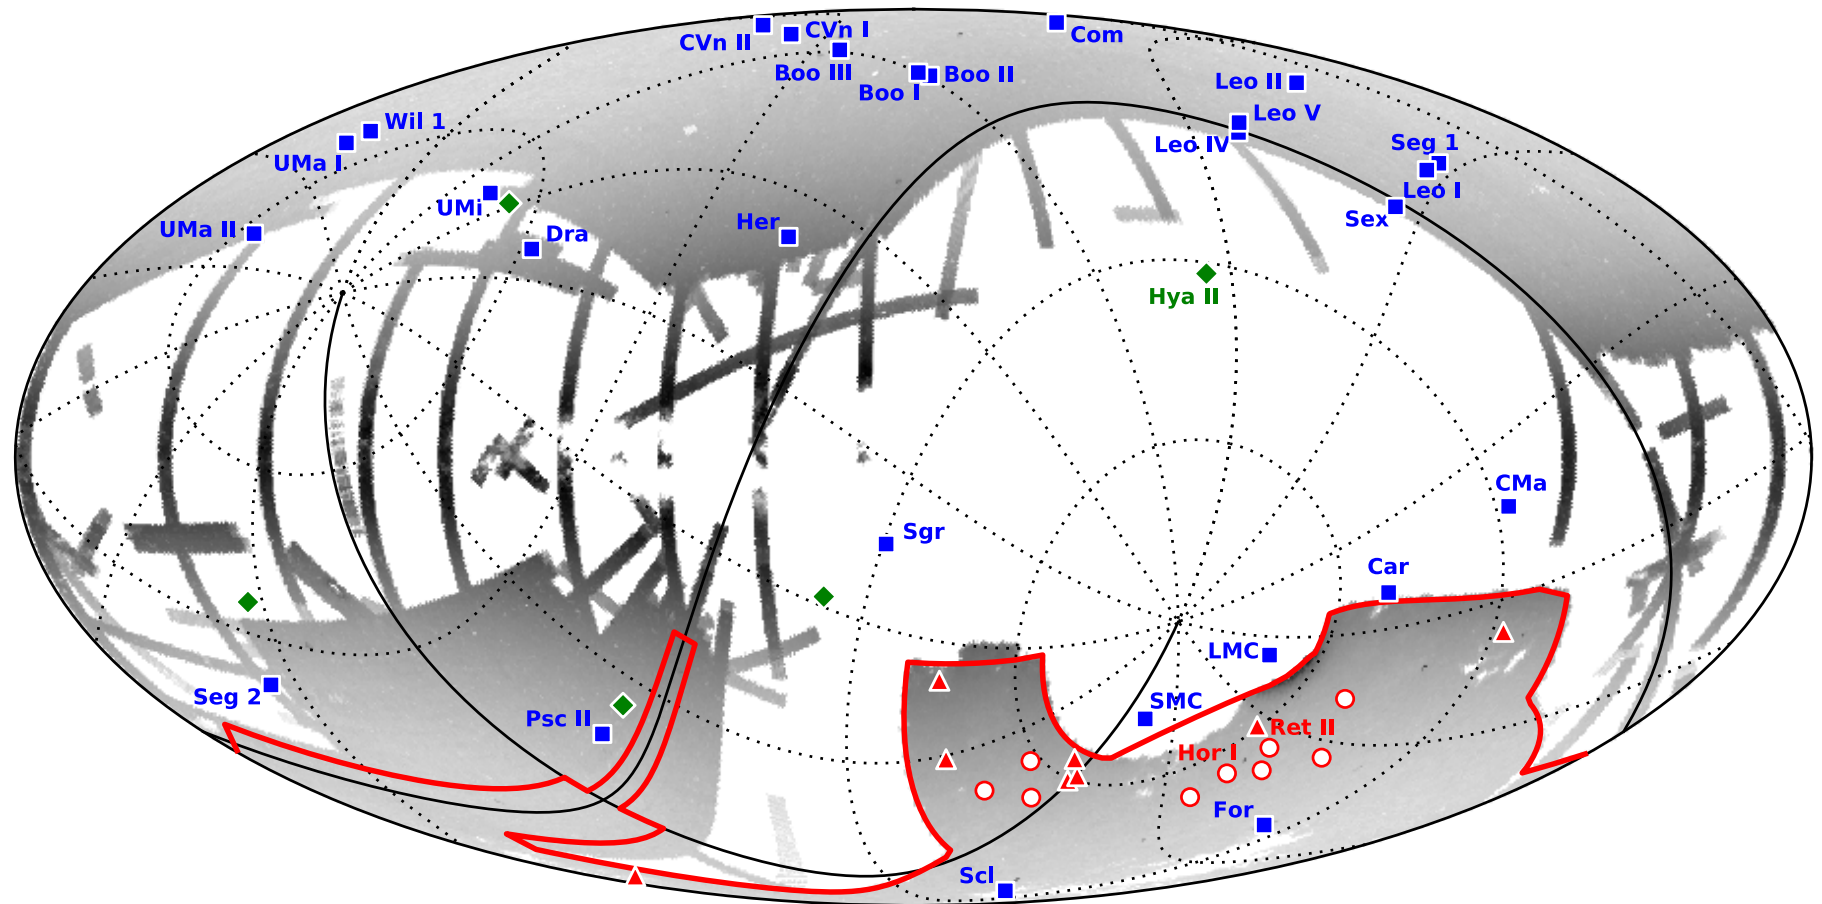 CVn II
CVn I
Com
Boo III
Boo II
Boo I
Leo II
Wil 1
Leo V
Leo IV
UMa I
Seg 1
Leo I
UMi
Sex
UMa II
Dra
Her
Hya II
CMa
Sgr
Car
LMC
Seg 2
Psc II
SMC
Ret II
Hor I
For
Scl